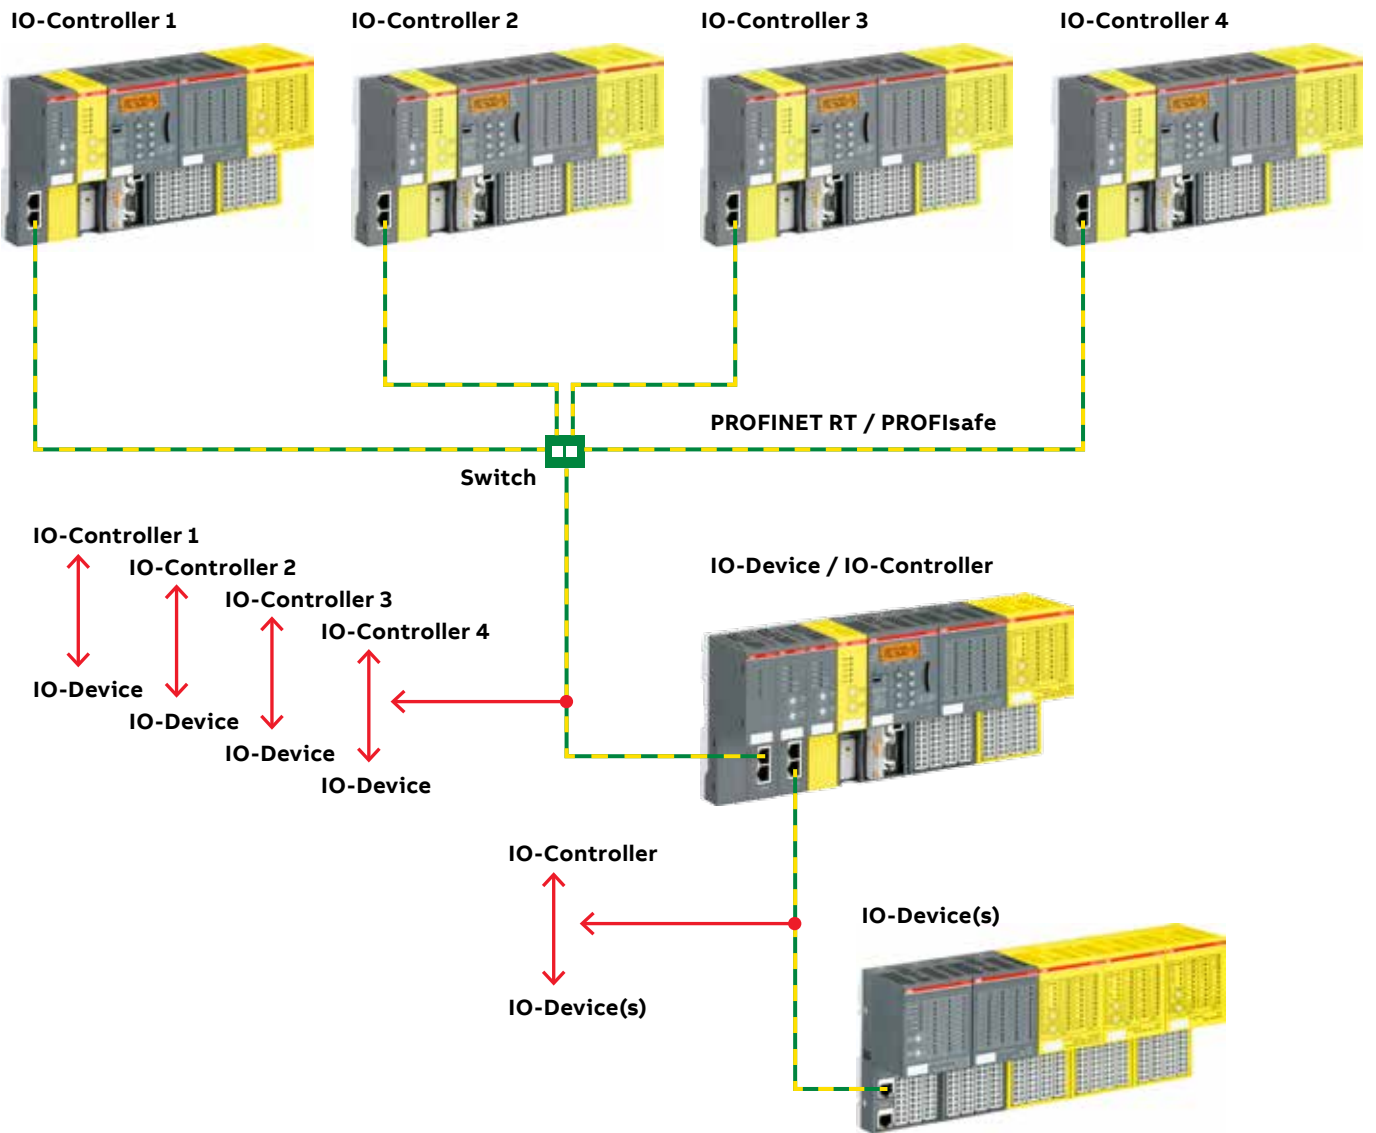 IO-Controller 1
IO-Controller 2
IO-Controller 3
IO-Controller 4
PROFINET RT / PROFIsafe
Switch
IO-Controller 1
IO-Controller 2
IO-Controller 3
IO-Controller 4
IO-Device
IO-Device
IO-Device
IO-Device
IO-Device / IO-Controller
IO-Controller
IO-Device(s)
IO-Device(s)